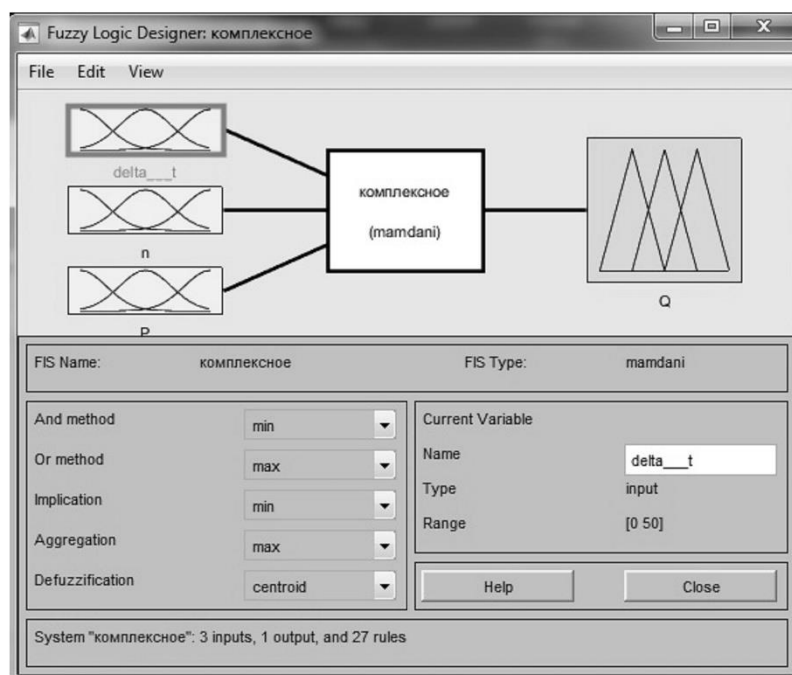 Fuzzy Logic Designer: комплексное
File Edit View
delta___t
n
P
комплексное
(mamdani)
Q
FIS Name: комплексное FIS Type: mamdani
And method min
Or method max
Implication min
Aggregation max
Defuzzification centroid
Current Variable
Name delta___t
Type input
Range [0 50]
Help Close
System "комплексное": 3 inputs, 1 output, and 27 rules